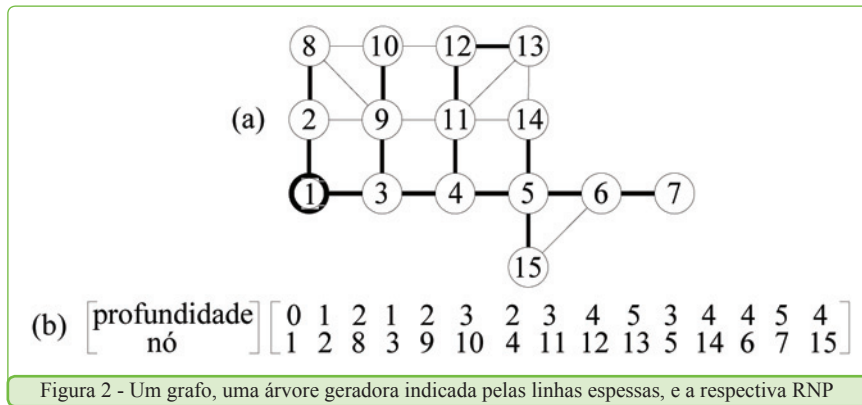 8 10 12 13
(a) 2 9 11 14
1 3 4 5 6 7
15
(b) profundidade 0 1 2 1 2 3 2 3 4 5 3 4 4 5 4
nó 1 2 8 3 9 10 4 11 12 13 5 14 6 7 15
Figura 2 - Um grafo, uma árvore geradora indicada pelas linhas espessas, e a respectiva RNP